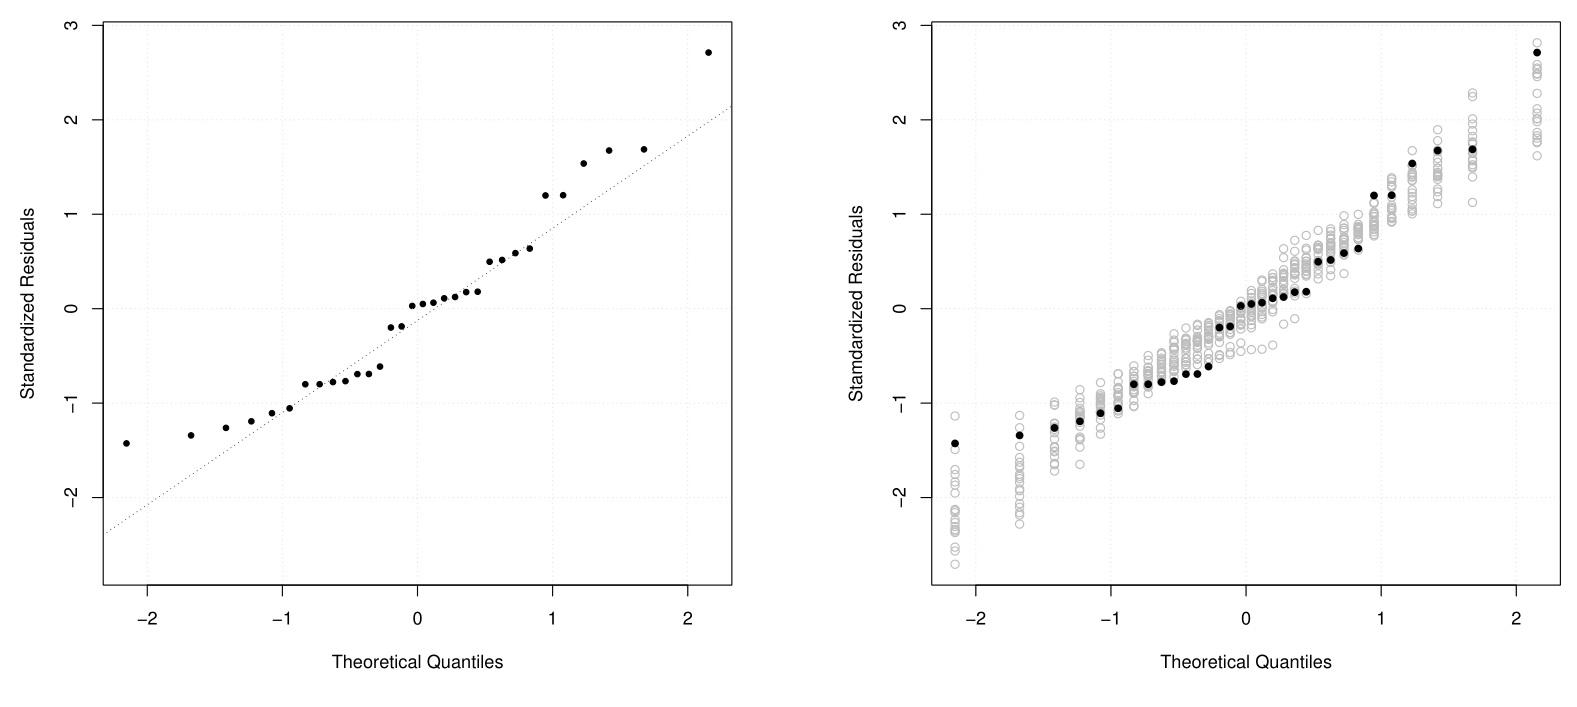 3
2
1
0
−1
−2
Standardized Residuals
−2 −1 0 1 2
Theoretical Quantiles
3
2
1
0
−1
−2
Stamdardized Residuals
−2 −1 0 1 2
Theoretical Quantiles